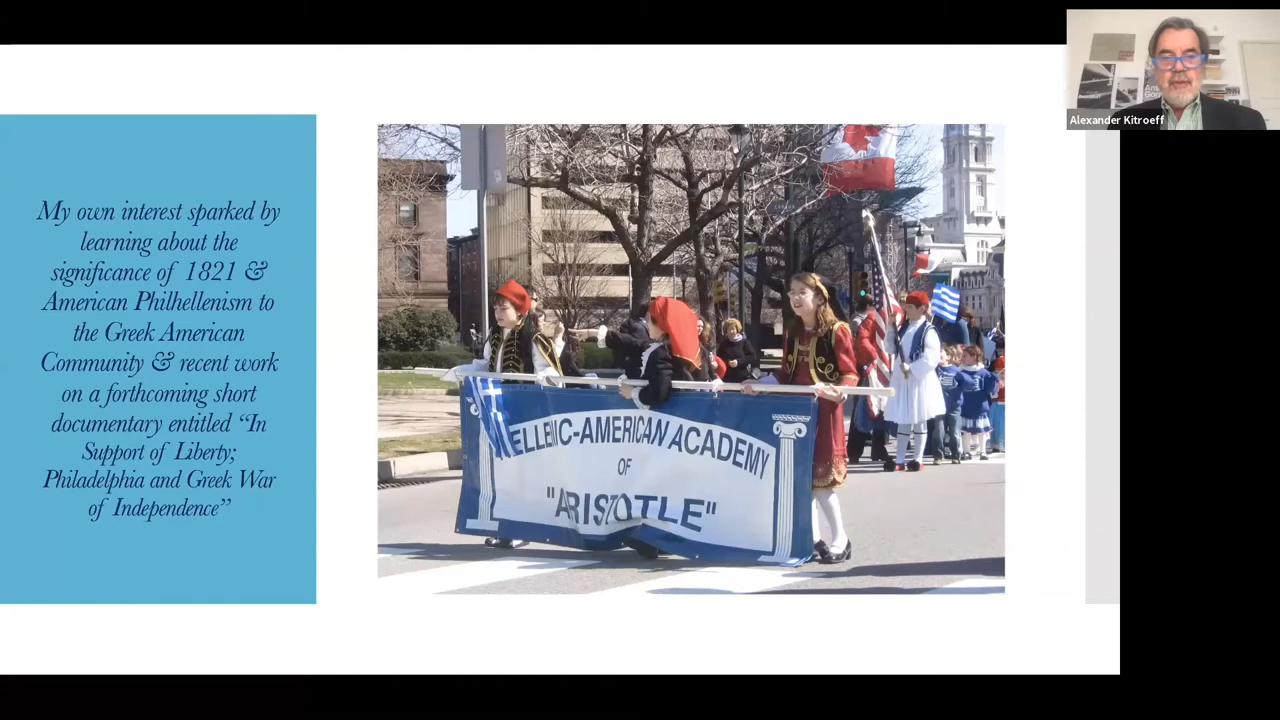 My own interest sparked by
learning about the
significance of 1821 &
American Philhellenism to
the Greek American
Community & recent work
on a forthcoming short
documentary entitled “In
Support of Liberty;
Philadelphia and Greek War
of Independence”
ELLENIC-AMERICAN ACADEMY
OF
"ARISTOTLE"
Alexander Kitroeff